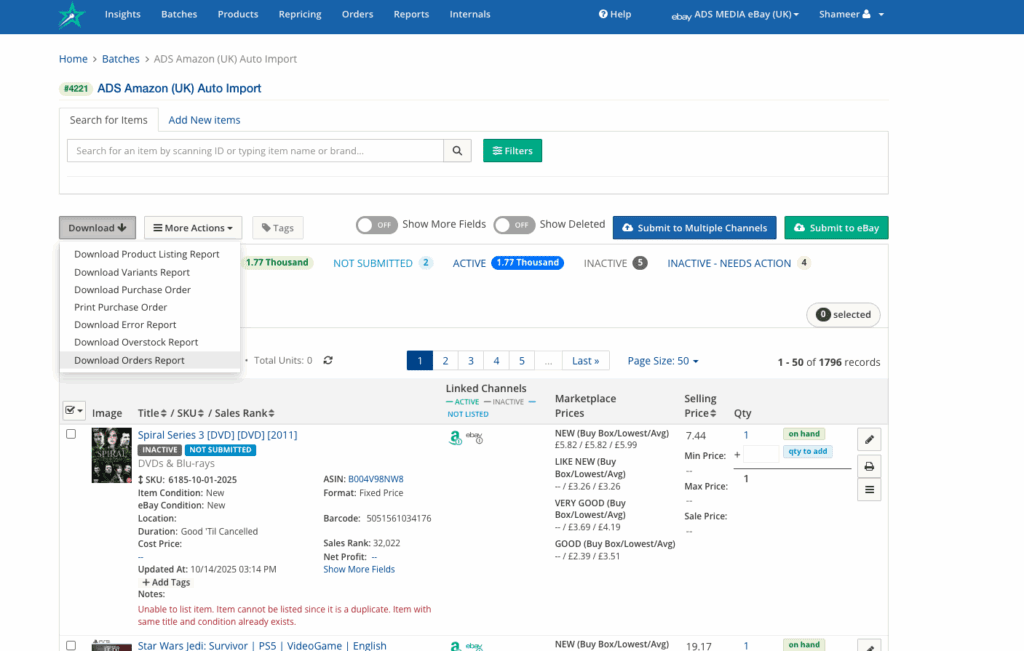 Insights Batches Products Repricing Orders Reports Internals Help ebay ADS MEDIA eBay (UK) Shameer
Home > Batches > ADS Amazon (UK) Auto Import
#4221 ADS Amazon (UK) Auto Import
Search for Items Add New items
Search for an item by scanning ID or typing item name or brand... Filters
Download More Actions Tags OFF Show More Fields OFF Show Deleted Submit to Multiple Channels Submit to eBay
Download Product Listing Report
Download Variants Report
Download Purchase Order
Print Purchase Order
Download Error Report
Download Overstock Report
Download Orders Report
1.77 Thousand NOT SUBMITTED 2 ACTIVE 1.77 Thousand INACTIVE 5 INACTIVE - NEEDS ACTION 4
0 selected
• Total Units: 0 1 2 3 4 5 ... Last » Page Size: 50 1 - 50 of 1796 records
Image Title / SKU / Sales Rank Linked Channels
ACTIVE INACTIVE
NOT LISTED
Marketplace
Prices
Selling
Price
Qty
Spiral Series 3 [DVD] [DVD] [2011]
INACTIVE NOT SUBMITTED
DVDs & Blu-rays
SKU: 6185-10-01-2025
Item Condition: New
eBay Condition: New
Location:
Duration: Good 'Til Cancelled
Cost Price:
--
Updated At: 10/14/2025 03:14 PM
+ Add Tags
Notes:
Unable to list item. Item cannot be listed since it is a duplicate. Item with
same title and condition already exists.
ASIN: B004V98NW8
Format: Fixed Price
Barcode: 5051561034176
Sales Rank: 32,022
Net Profit: --
Show More Fields
SPIRAL
a ebay
NEW (Buy Box/Lowest/Avg)
£5.82 / £5.82 / £5.99
LIKE NEW (Buy
Box/Lowest/Avg)
-- / £3.26 / £3.26
VERY GOOD (Buy
Box/Lowest/Avg)
-- / £3.69 / £4.19
GOOD (Buy Box/Lowest/Avg)
-- / £2.39 / £3.51
7.44
Min Price:
--
Max Price:
--
Sale Price:
--
1 on hand
+ qty to add
1
Star Wars Jedi: Survivor | PS5 | VideoGame | English
a ebay
NEW (Buy Box/Lowest/Avg)
19.17
1 on hand